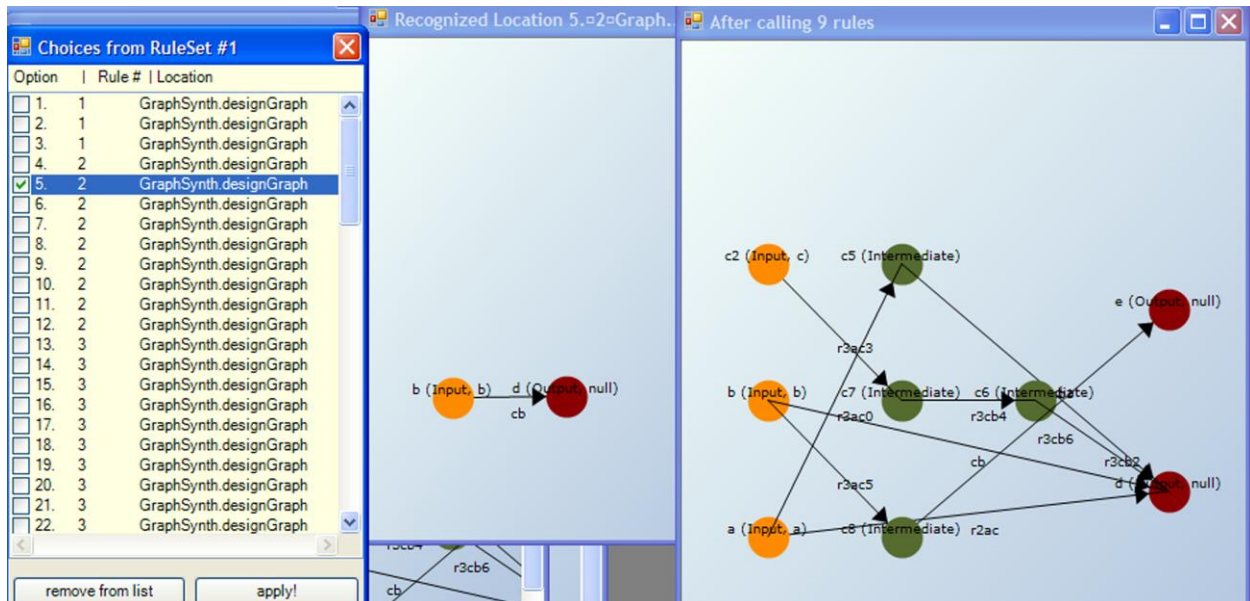 Choices from RuleSet #1
Option | Rule # | Location
1. 1 GraphSynth.designGraph
2. 1 GraphSynth.designGraph
3. 1 GraphSynth.designGraph
4. 2 GraphSynth.designGraph
5. 2 GraphSynth.designGraph
6. 2 GraphSynth.designGraph
7. 2 GraphSynth.designGraph
8. 2 GraphSynth.designGraph
9. 2 GraphSynth.designGraph
10. 2 GraphSynth.designGraph
11. 2 GraphSynth.designGraph
12. 2 GraphSynth.designGraph
13. 3 GraphSynth.designGraph
14. 3 GraphSynth.designGraph
15. 3 GraphSynth.designGraph
16. 3 GraphSynth.designGraph
17. 3 GraphSynth.designGraph
18. 3 GraphSynth.designGraph
19. 3 GraphSynth.designGraph
20. 3 GraphSynth.designGraph
21. 3 GraphSynth.designGraph
22. 3 GraphSynth.designGraph
remove from list apply!
Recognized Location 5.▫2▫Graph..
b (Input, b) d (Output, null)
cb
r3cb4
r3cb6
cb
After calling 9 rules
c2 (Input, c) c5 (Intermediate)
e (Output, null)
r3ac3
b (Input, b) c7 (Intermediate) c6 (Intermediate)
r3ac0 r3cb4
r3cb6
cb r3cb2
r3ac5 d (Output, null)
a (Input, a) c8 (Intermediate) r2ac